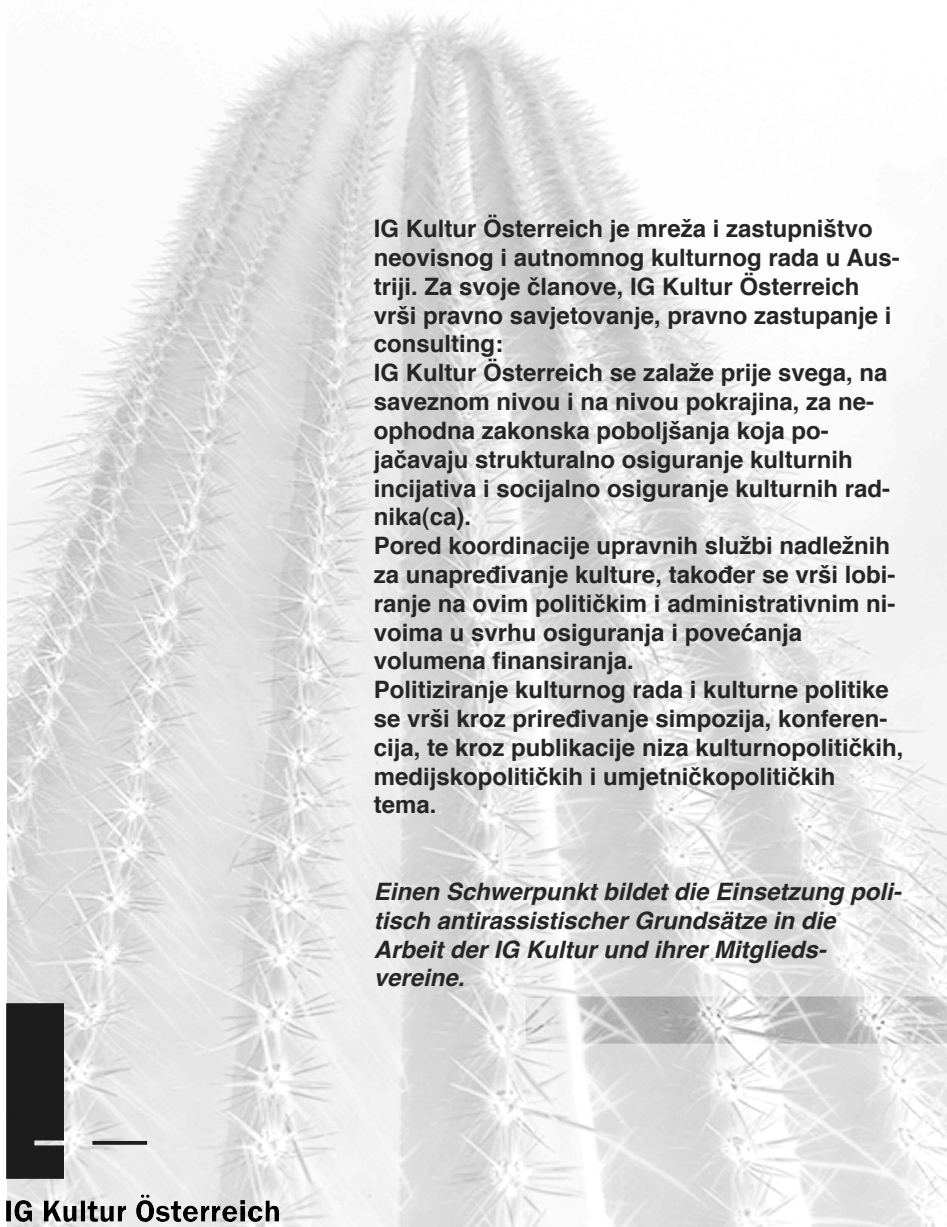 IG Kultur Österreich je mreža i zastupništvo
neovisnog i autnomnog kulturnog rada u Aus-
triji. Za svoje članove, IG Kultur Österreich
vrši pravno savjetovanje, pravno zastupanje i
consulting:
IG Kultur Österreich se zalaže prije svega, na
saveznom nivou i na nivou pokrajina, za ne-
ophodna zakonska poboljšanja koja po-
jačavaju strukturalno osiguranje kulturnih
incijativa i socijalno osiguranje kulturnih rad-
nika(ca).
Pored koordinacije upravnih službi nadležnih
za unapređivanje kulture, također se vrši lobi-
ranje na ovim političkim i administrativnim ni-
voima u svrhu osiguranja i povećanja
volumena finansiranja.
Politiziranje kulturnog rada i kulturne politike
se vrši kroz priređivanje simpozija, konferen-
cija, te kroz publikacije niza kulturnopolitičkih,
medijskopolitičkih i umjetničkopolitičkih
tema.
Einen Schwerpunkt bildet die Einsetzung poli-
tisch antirassistischer Grundsätze in die
Arbeit der IG Kultur und ihrer Mitglieds-
vereine.
IG Kultur Österreich